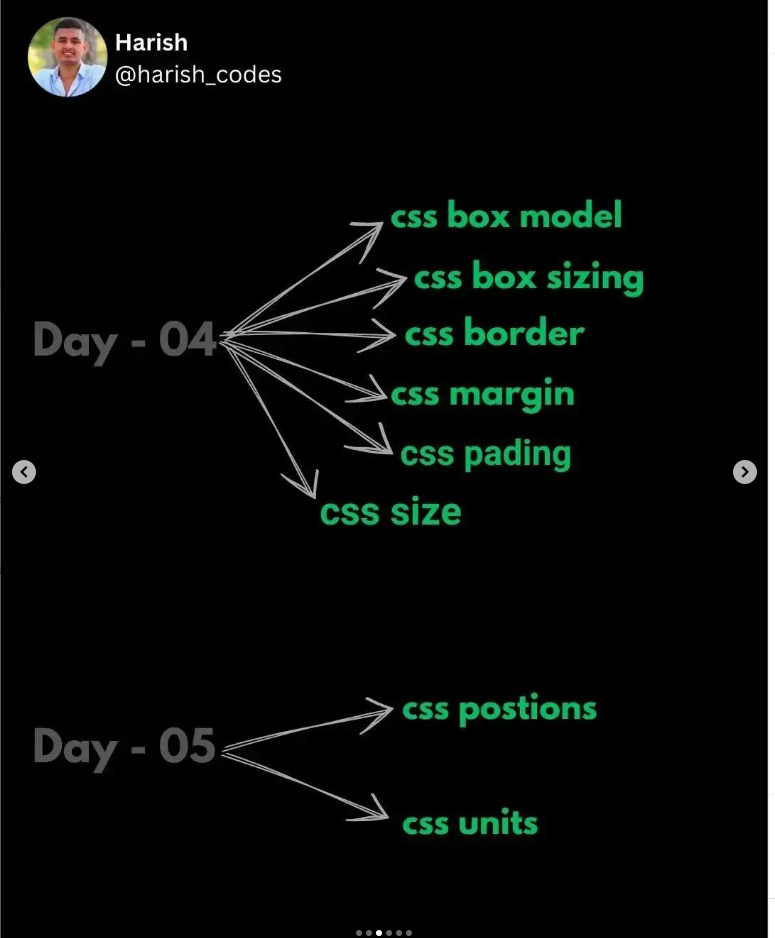 Harish
@harish_codes
css box model
css box sizing
css border
Day - 04
css margin
css pading
css size
css postions
Day - 05
css units